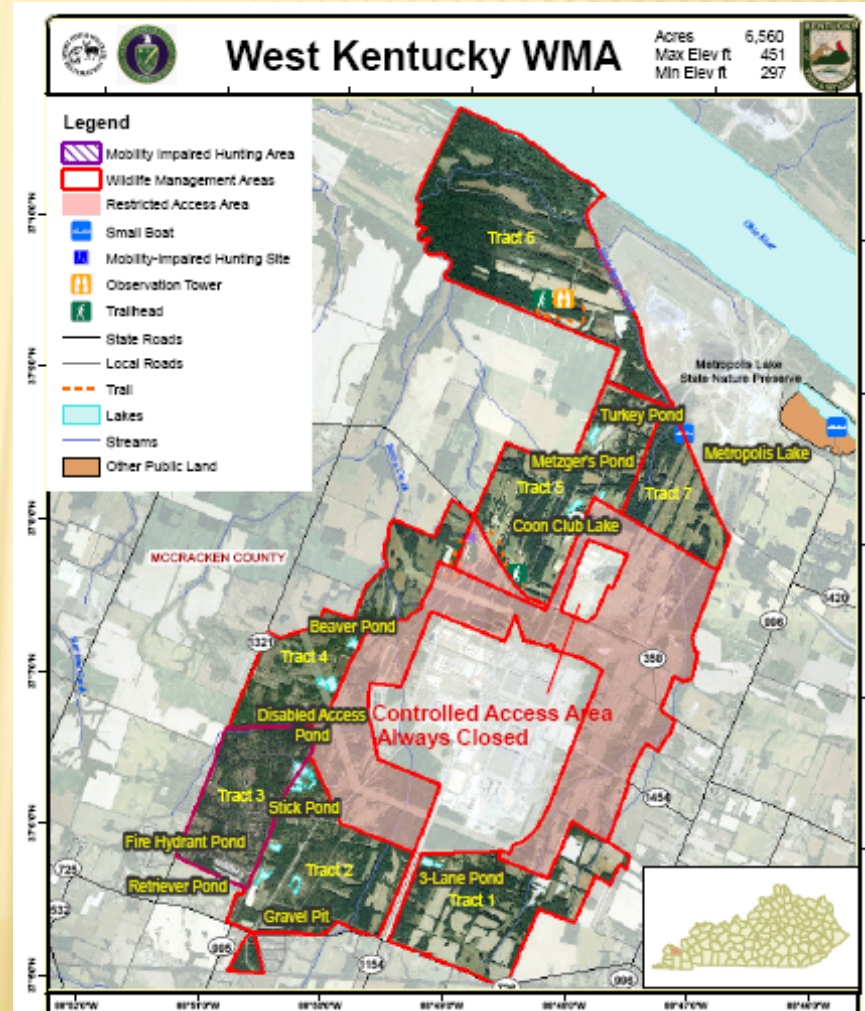 West Kentucky WMA
Acres 6,560
Max Elev ft 451
Min Elev ft 297
Legend
Mobility Impaired Hunting Area
Wildlife Management Areas
Restricted Access Area
Small Boat
Mobility-Impaired Hunting Site
Observation Tower
Trailhead
State Roads
Local Roads
Trail
Lakes
Streams
Other Public Land
Tract 6
Ohio River
Metropolis Lake
State Nature Preserve
Turkey Pond
Metropolis Lake
Metzger's Pond
Tract 5
Tract 7
Coon Club Lake
MCCRACKEN COUNTY
1420
996
Beaver Pond
1321
358
Tract 4
Disabled Access
Pond
Controlled Access Area
Always Closed
Tract 3
Stick Pond
1454
Fire Hydrant Pond
725
Tract 2
3-Lane Pond
Retriever Pond
Tract 1
Gravel Pit
532
995
1154
996